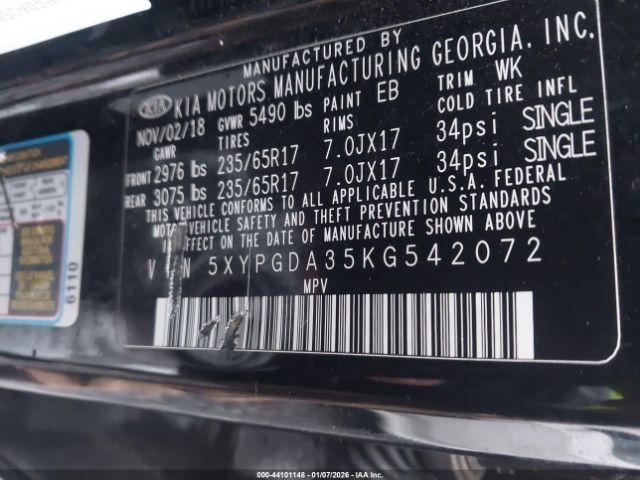 MANUFACTURED BY
KIA KIA MOTORS MANUFACTURING GEORGIA, INC.
NOV/02/18 GVWR 5490 lbs PAINT EB TRIM WK
GAWR TIRES RIMS COLD TIRE INFL
FRONT 2976 lbs 235/65R17 7.0JX17 34psi SINGLE
REAR 3075 lbs 235/65R17 7.0JX17 34psi SINGLE
THIS VEHICLE CONFORMS TO ALL APPLICABLE U.S.A. FEDERAL
MOTOR VEHICLE SAFETY AND THEFT PREVENTION STANDARDS
IN EFFECT ON THE DATE OF MANUFACTURE SHOWN ABOVE
V N 5XYPGDA35KG542072
MPV
6110
000-44101148 - 01/07/2026 - IAA Inc.